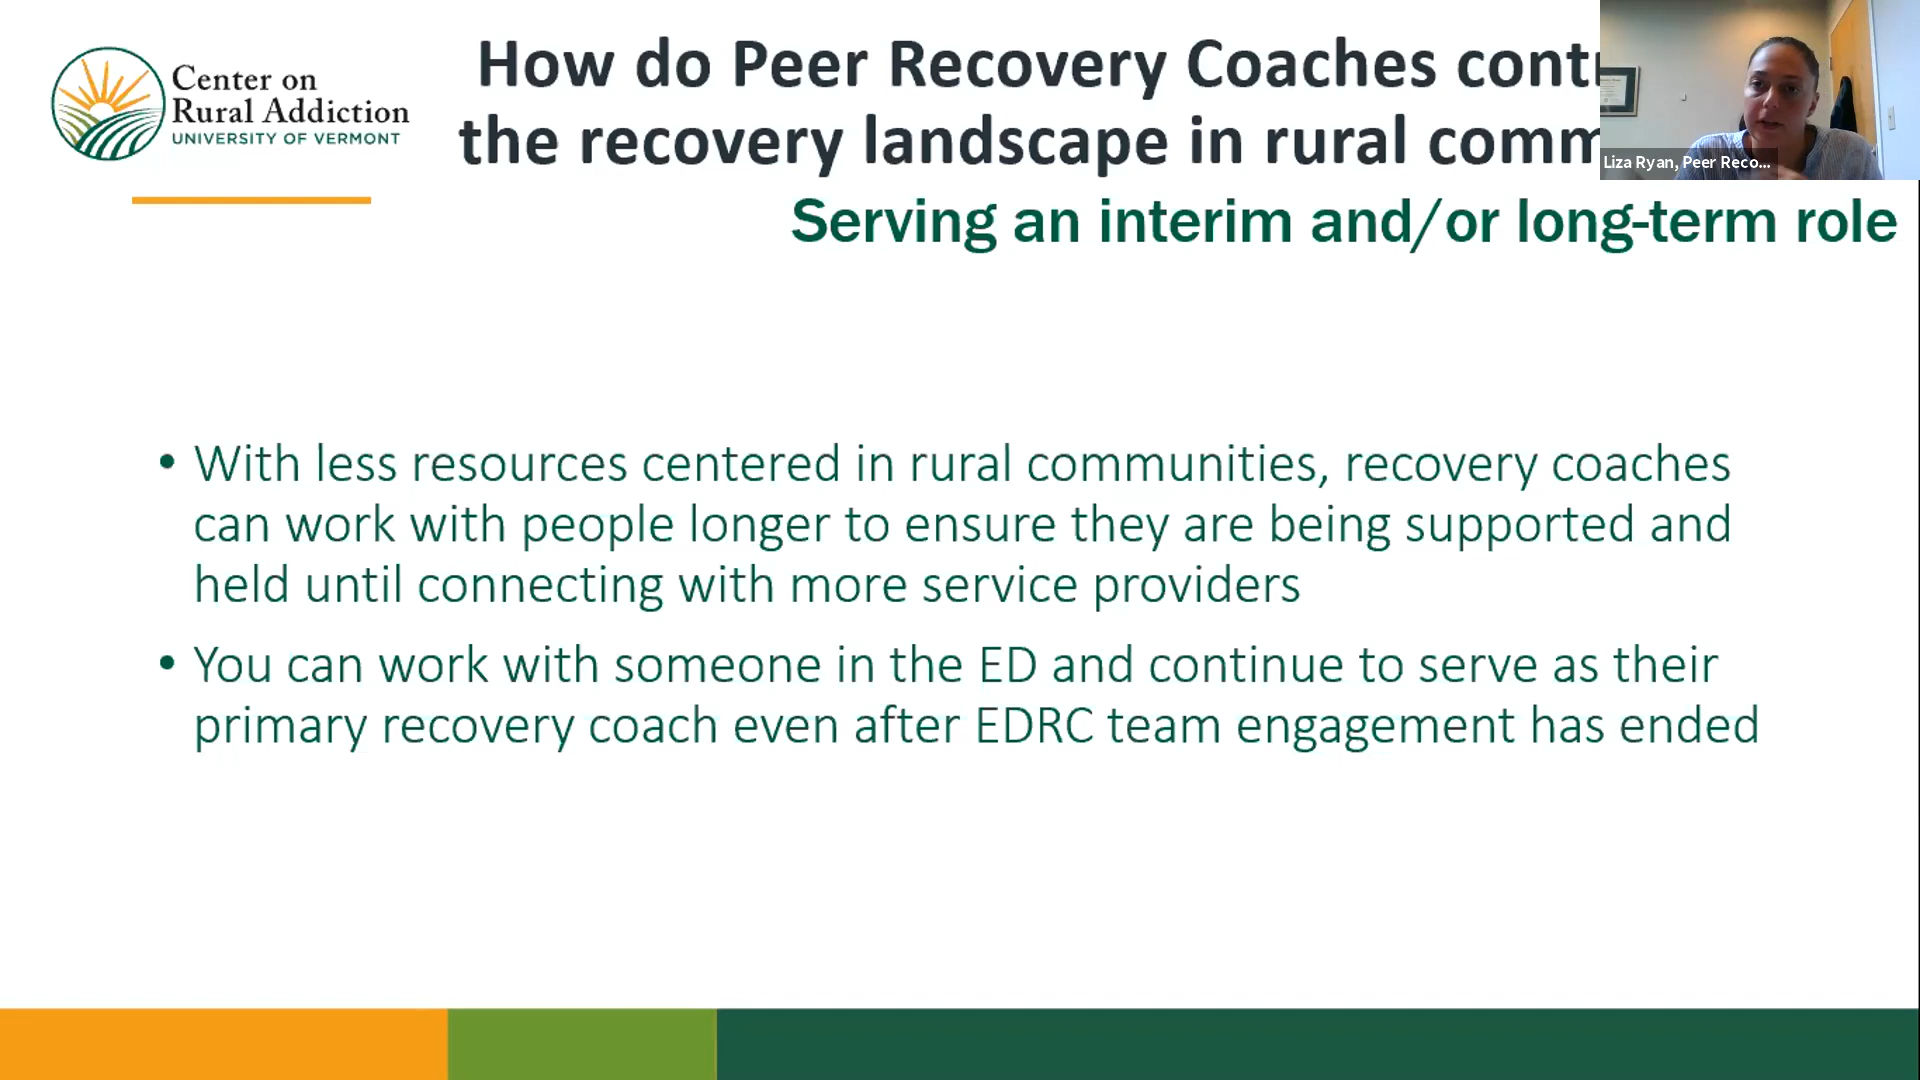 Center on
Rural Addiction
UNIVERSITY OF VERMONT
How do Peer Recovery Coaches
the recovery landscape in rural
Serving an interim and/or long-term role
Liza Ryan, Peer Reco...
• With less resources centered in rural communities, recovery coaches
can work with people longer to ensure they are being supported and
held until connecting with more service providers
• You can work with someone in the ED and continue to serve as their
primary recovery coach even after EDRC team engagement has ended